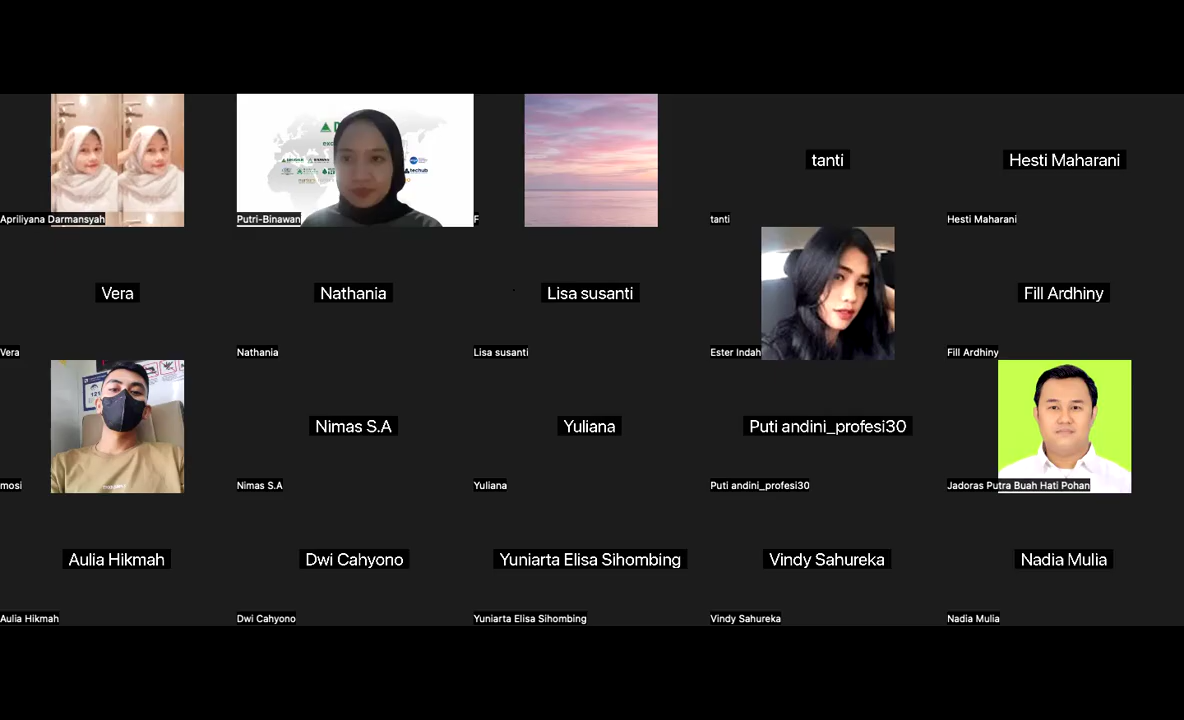 tanti
Hesti Maharani
Apriliyana Darmansyah
Putri-Binawan
F
tanti
Hesti Maharani
Vera
Nathania
Lisa susanti
Fill Ardhiny
Vera
Nathania
Lisa susanti
Ester Indah
Fill Ardhiny
Nimas S.A
Yuliana
Puti andini_profesi30
mosi
Nimas S.A
Yuliana
Puti andini_profesi30
Jadoras Putra Buah Hati Pohan
Aulia Hikmah
Dwi Cahyono
Yuniarta Elisa Sihombing
Vindy Sahureka
Nadia Mulia
Aulia Hikmah
Dwi Cahyono
Yuniarta Elisa Sihombing
Vindy Sahureka
Nadia Mulia